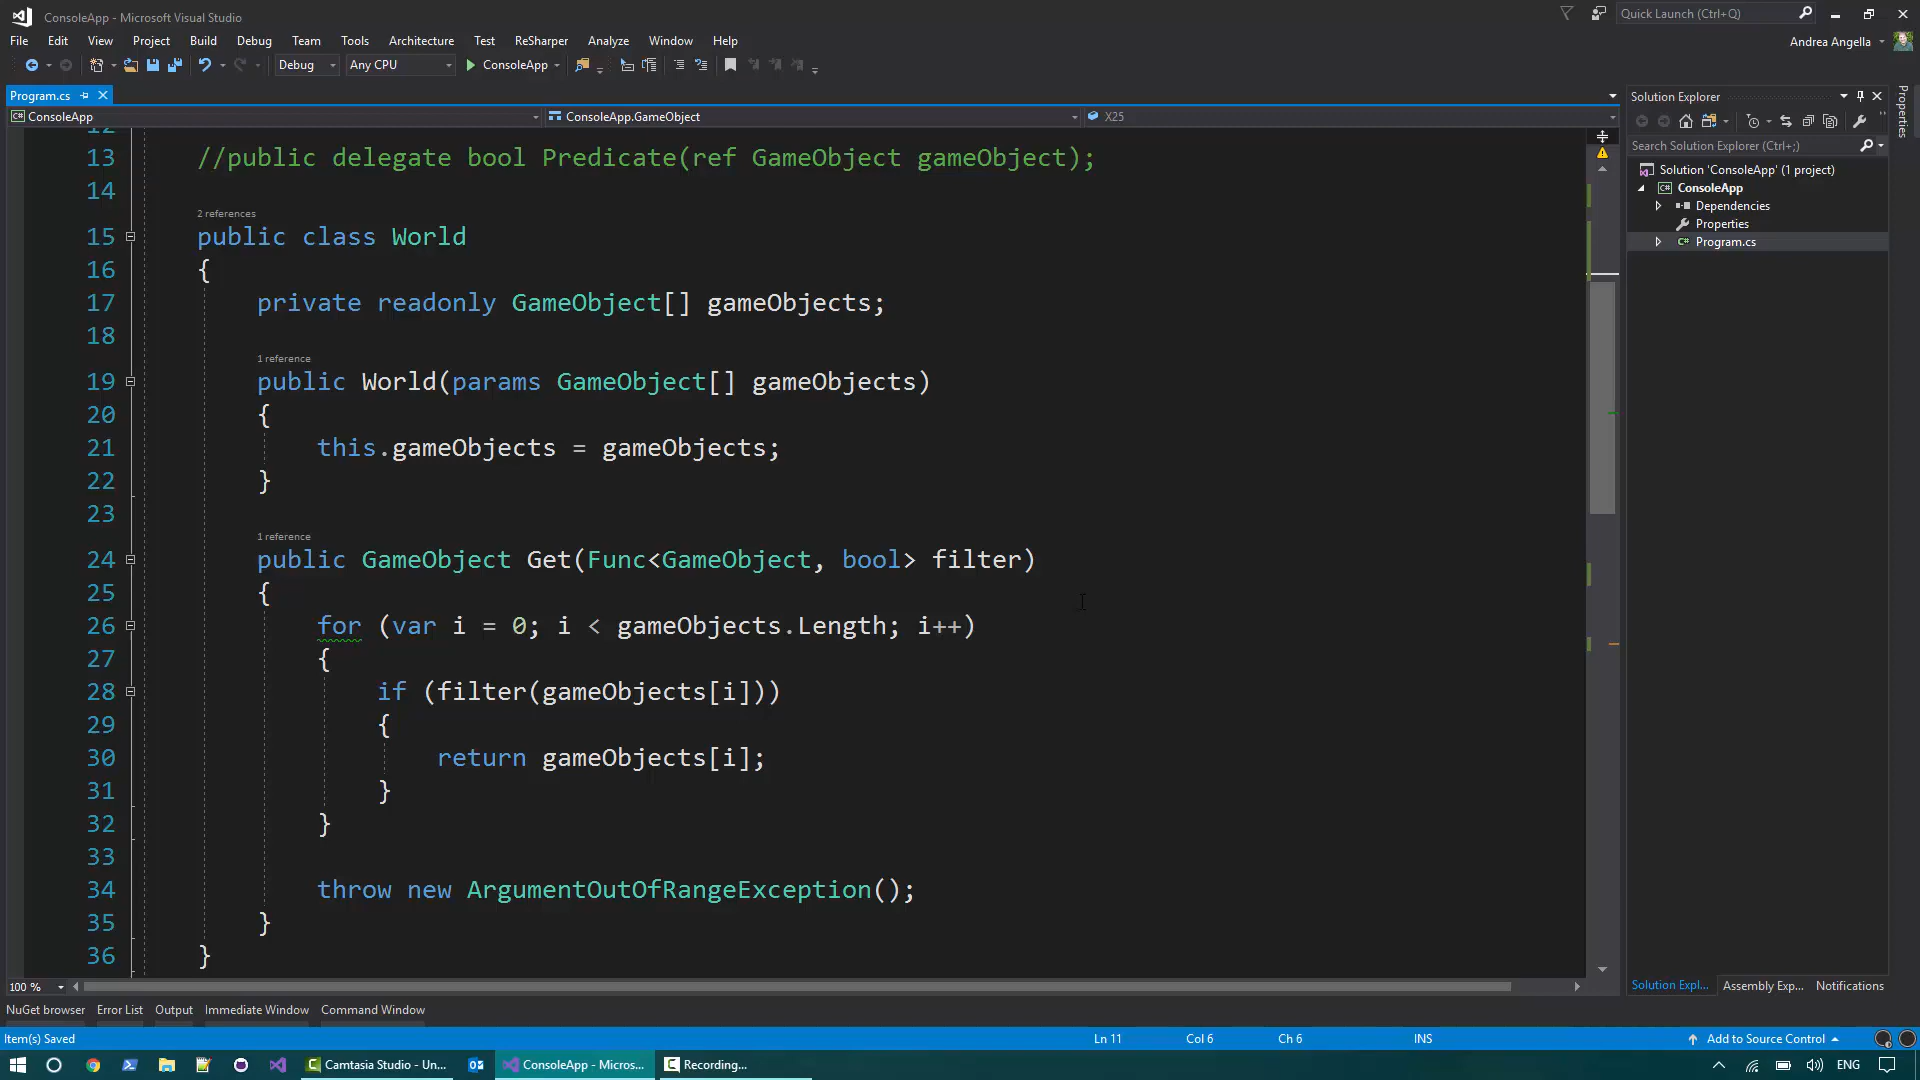 ConsoleApp - Microsoft Visual Studio
Quick Launch (Ctrl+Q)
File Edit View Project Build Debug Team Tools Architecture Test ReSharper Analyze Window Help
Andrea Angella
Debug Any CPU ConsoleApp
Program.cs
ConsoleApp ConsoleApp.GameObject X25
Solution Explorer
Properties
Search Solution Explorer (Ctrl+;)
Solution 'ConsoleApp' (1 project)
ConsoleApp
Dependencies
Properties
Program.cs
12
13 //public delegate bool Predicate(ref GameObject gameObject);
14
2 references
15 public class World
16 {
17 private readonly GameObject[] gameObjects;
18
1 reference
19 public World(params GameObject[] gameObjects)
20 {
21 this.gameObjects = gameObjects;
22 }
23
1 reference
24 public GameObject Get(Func<GameObject, bool> filter)
25 {
26 for (var i = 0; i < gameObjects.Length; i++)
27 {
28 if (filter(gameObjects[i]))
29 {
30 return gameObjects[i];
31 }
32 }
33
34 throw new ArgumentOutOfRangeException();
35 }
36 }
100 %
Solution Expl... Assembly Exp... Notifications
NuGet browser Error List Output Immediate Window Command Window
Item(s) Saved Ln 11 Col 6 Ch 6 INS Add to Source Control
Camtasia Studio - Un... ConsoleApp - Micros... Recording... ENG